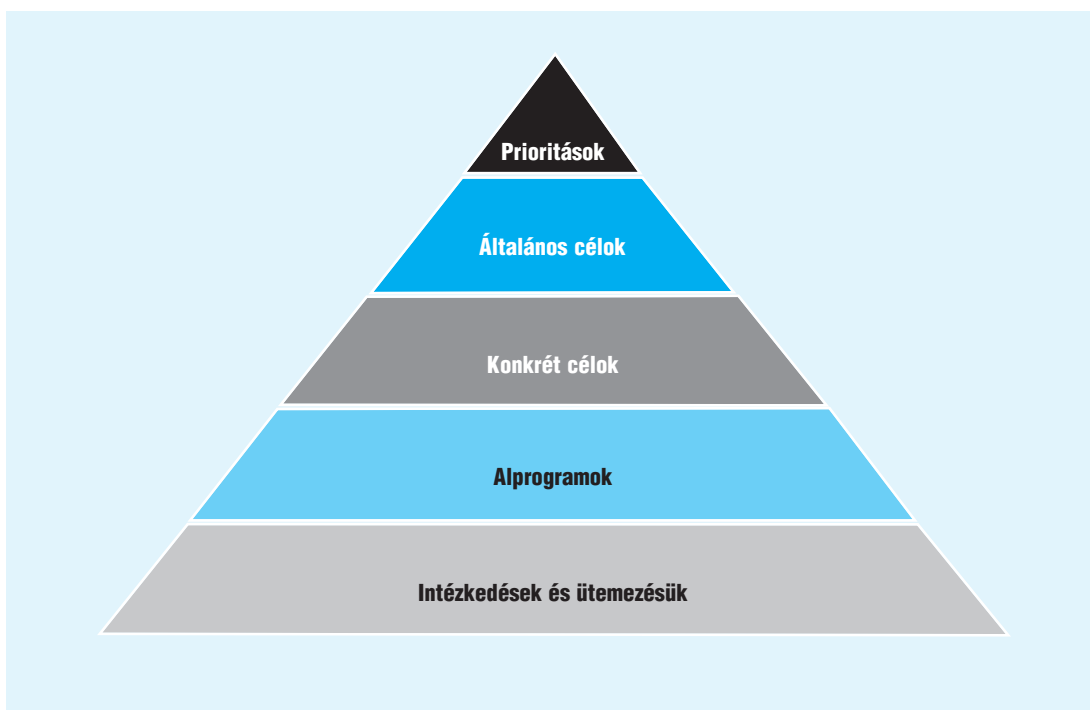 Prioritások
Általános célok
Konkrét célok
Alprogramok
Intézkedések és ütemezésük